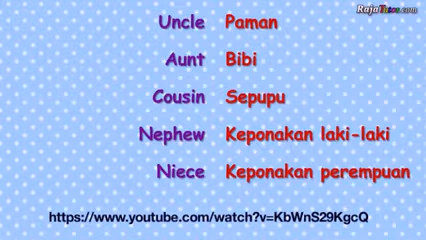 Uncle Paman
Aunt Bibi
Cousin Sepupu
Nephew Keponakan laki-laki
Niece Keponakan perempuan
https://www.youtube.com/watch?v=KbWnS29KgcQ